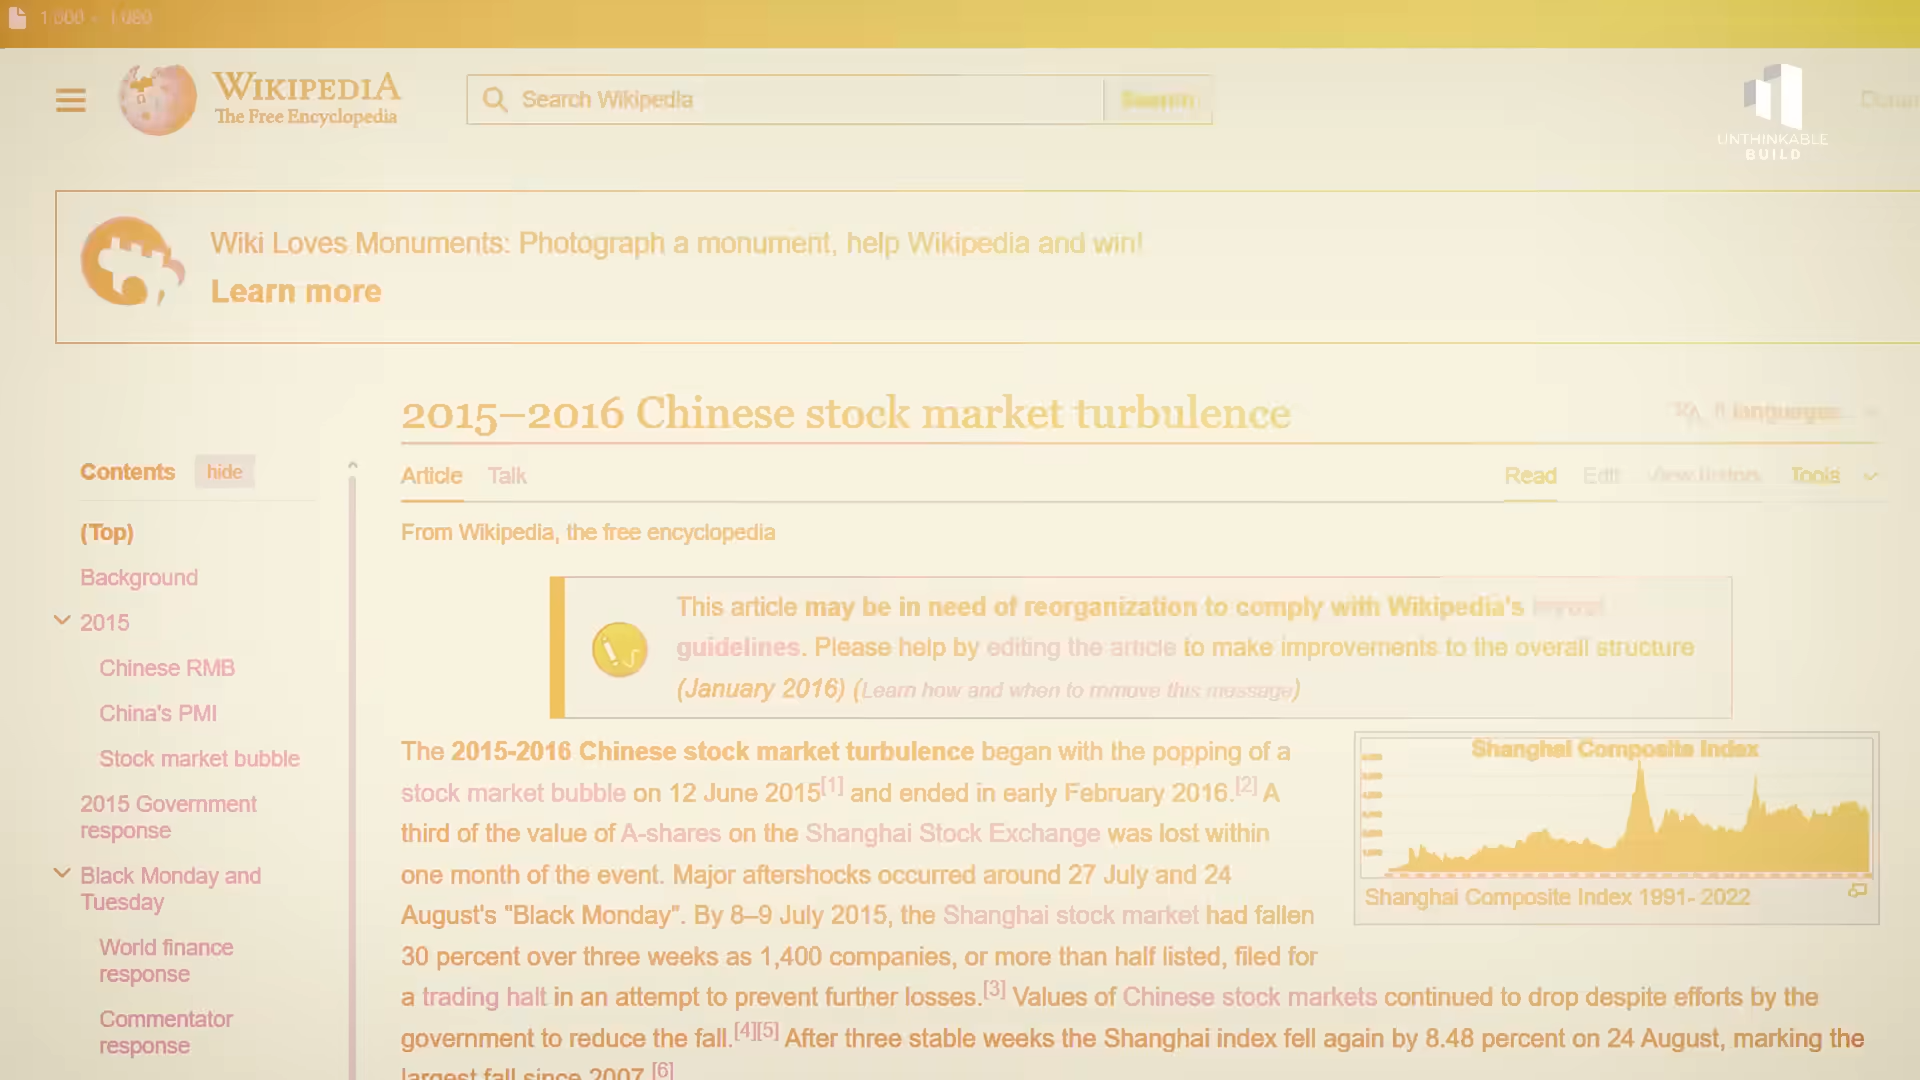 WIKIPEDIA
The Free Encyclopedia
Search Wikipedia
Search
UNTHINKABLE
BUILD
Wiki Loves Monuments: Photograph a monument, help Wikipedia and win!
Learn more
2015–2016 Chinese stock market turbulence
languages
Contents hide
Article Talk
Read Edit View history Tools
(Top)
From Wikipedia, the free encyclopedia
Background
2015
Chinese RMB
China's PMI
Stock market bubble
2015 Government
response
Black Monday and
Tuesday
World finance
response
Commentator
response
This article may be in need of reorganization to comply with Wikipedia's layout
guidelines. Please help by editing the article to make improvements to the overall structure
(January 2016) (Learn how and when to remove this message)
The 2015-2016 Chinese stock market turbulence began with the popping of a
stock market bubble on 12 June 2015[1] and ended in early February 2016.[2] A
third of the value of A-shares on the Shanghai Stock Exchange was lost within
one month of the event. Major aftershocks occurred around 27 July and 24
August's "Black Monday". By 8–9 July 2015, the Shanghai stock market had fallen
30 percent over three weeks as 1,400 companies, or more than half listed, filed for
a trading halt in an attempt to prevent further losses.[3] Values of Chinese stock markets continued to drop despite efforts by the
government to reduce the fall.[4][5] After three stable weeks the Shanghai index fell again by 8.48 percent on 24 August, marking the
largest fall since 2007.[6]
Shanghai Composite Index
Shanghai Composite Index 1991- 2022